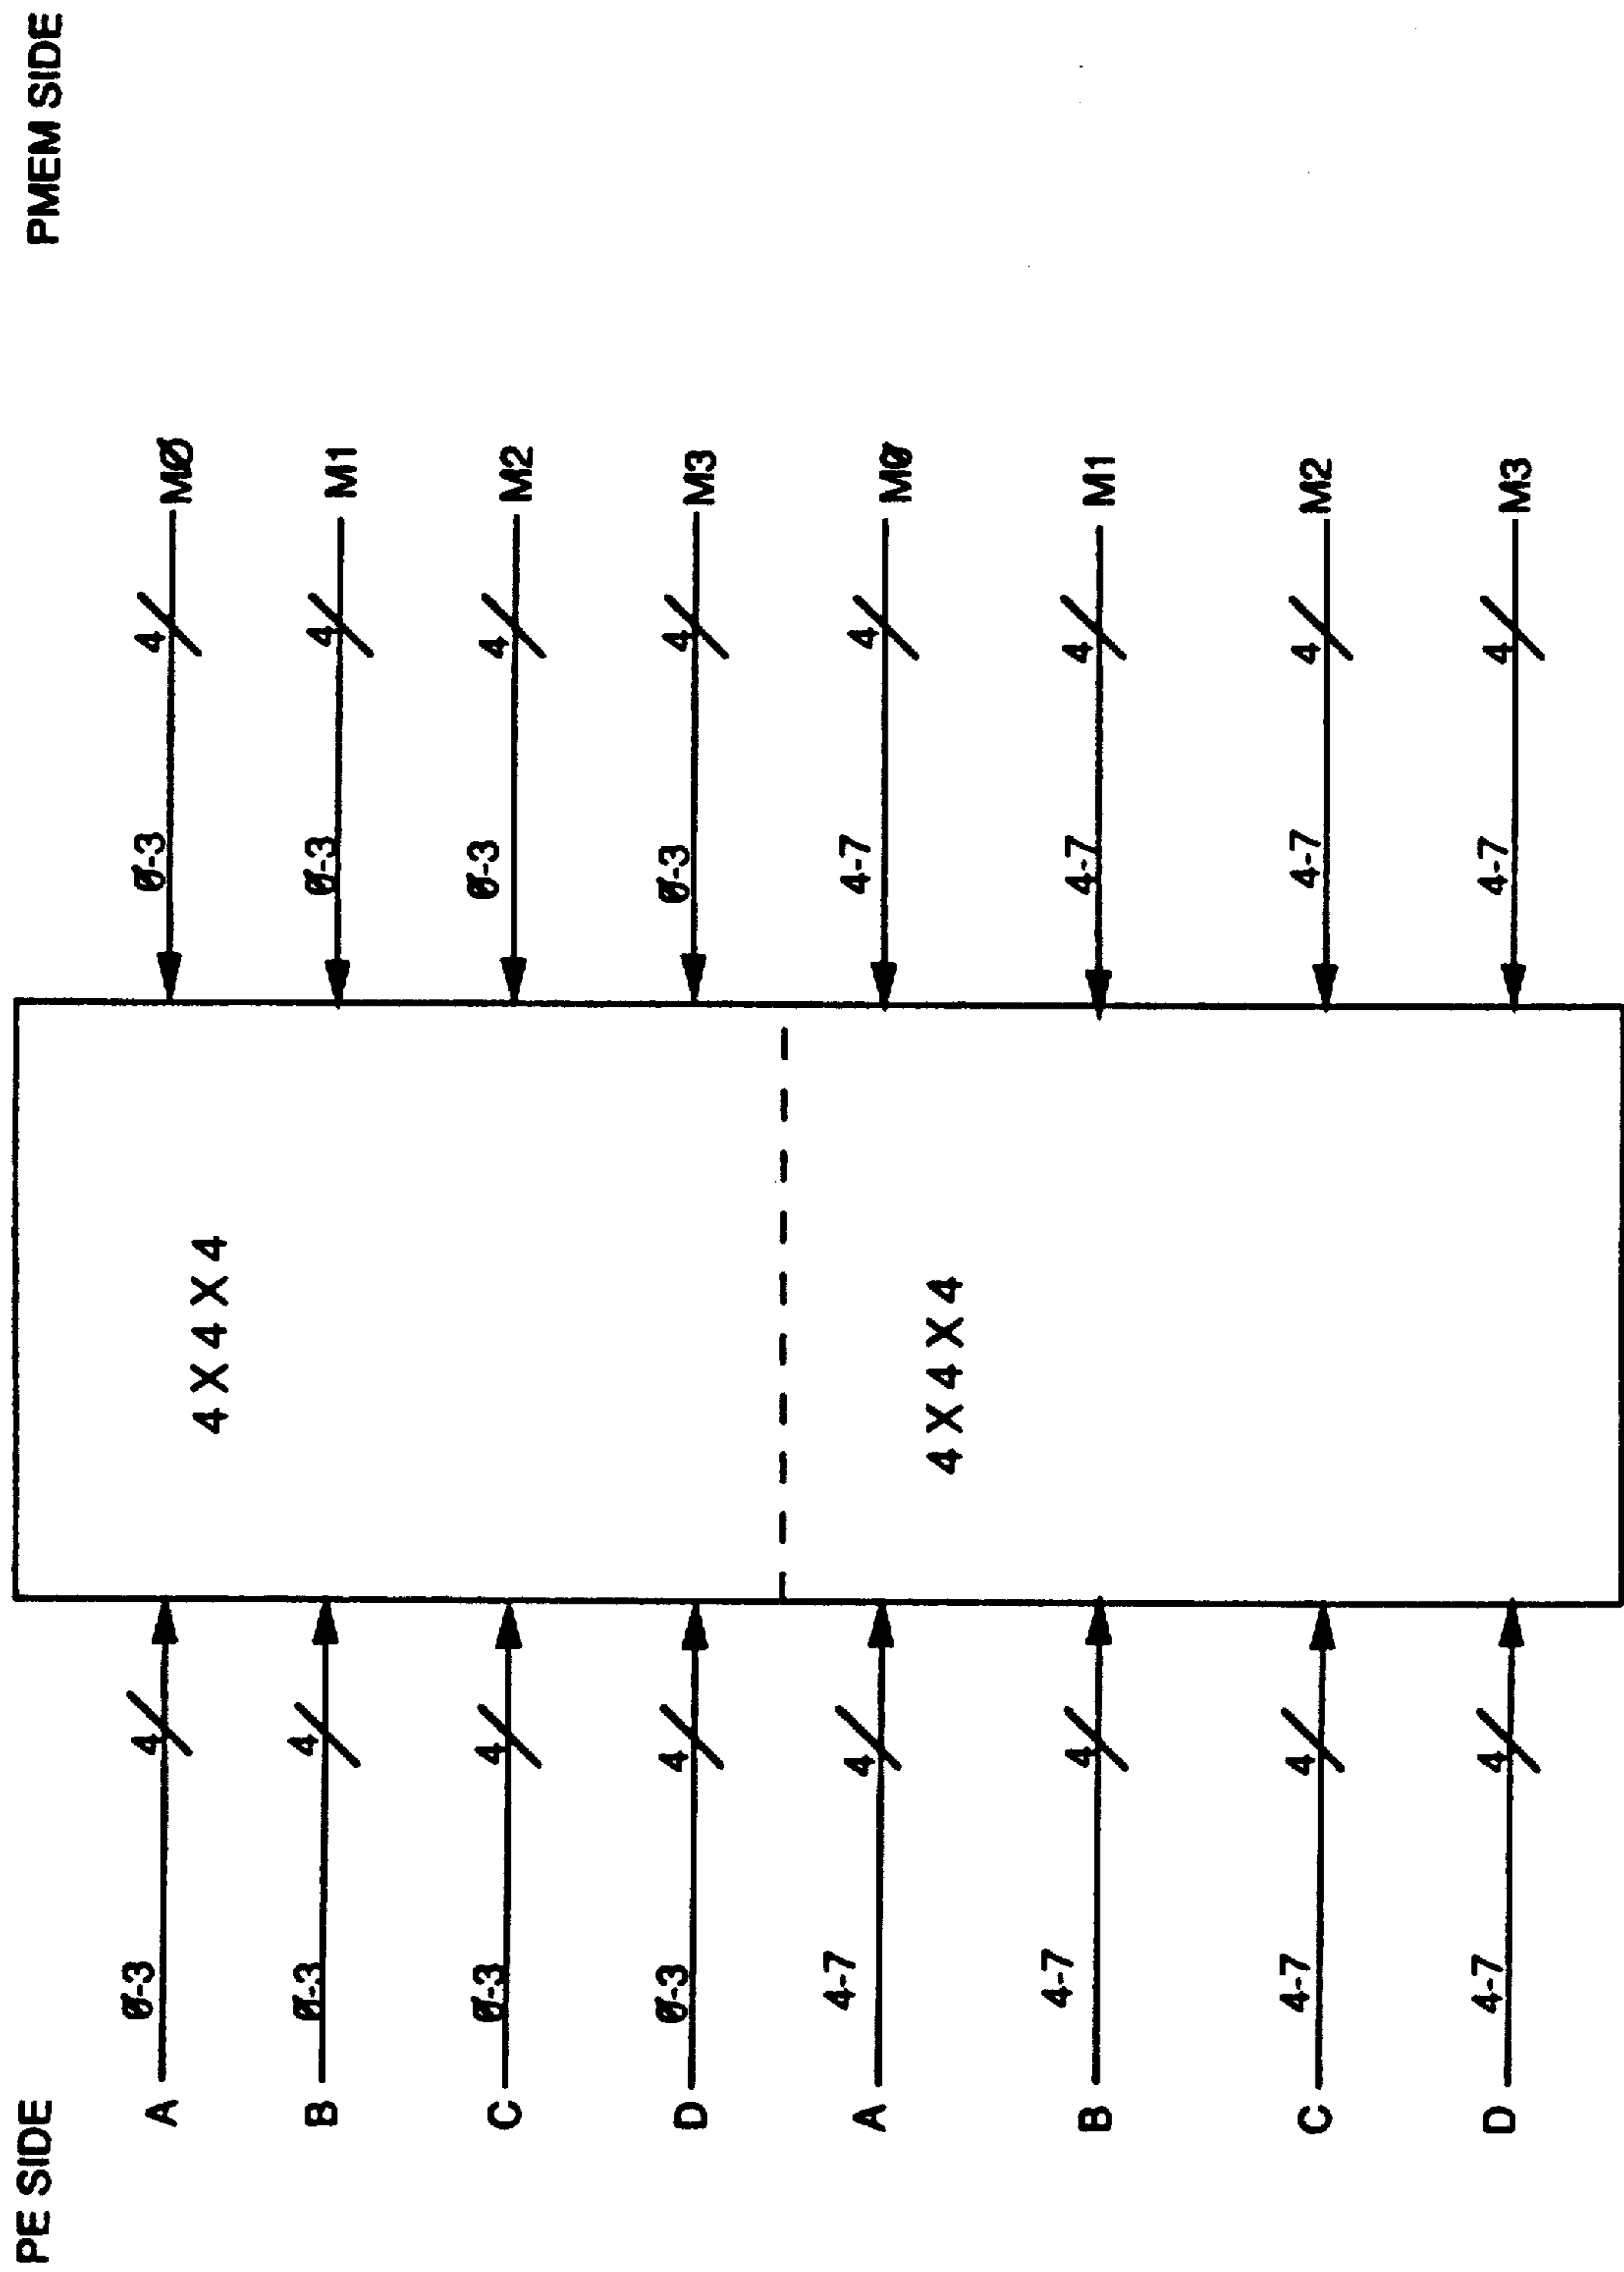 PE SIDE PMEM SIDE
A Ø-3 4 Ø-3 4 MØ
4 X 4 X 4
B Ø-3 4 Ø-3 4 M1
C Ø-3 4 Ø-3 4 M2
D Ø-3 4 Ø-3 4 M3
A 4-7 4 4-7 4 MØ
4 X 4 X 4
B 4-7 4 4-7 4 M1
C 4-7 4 4-7 4 M2
D 4-7 4 4-7 4 M3